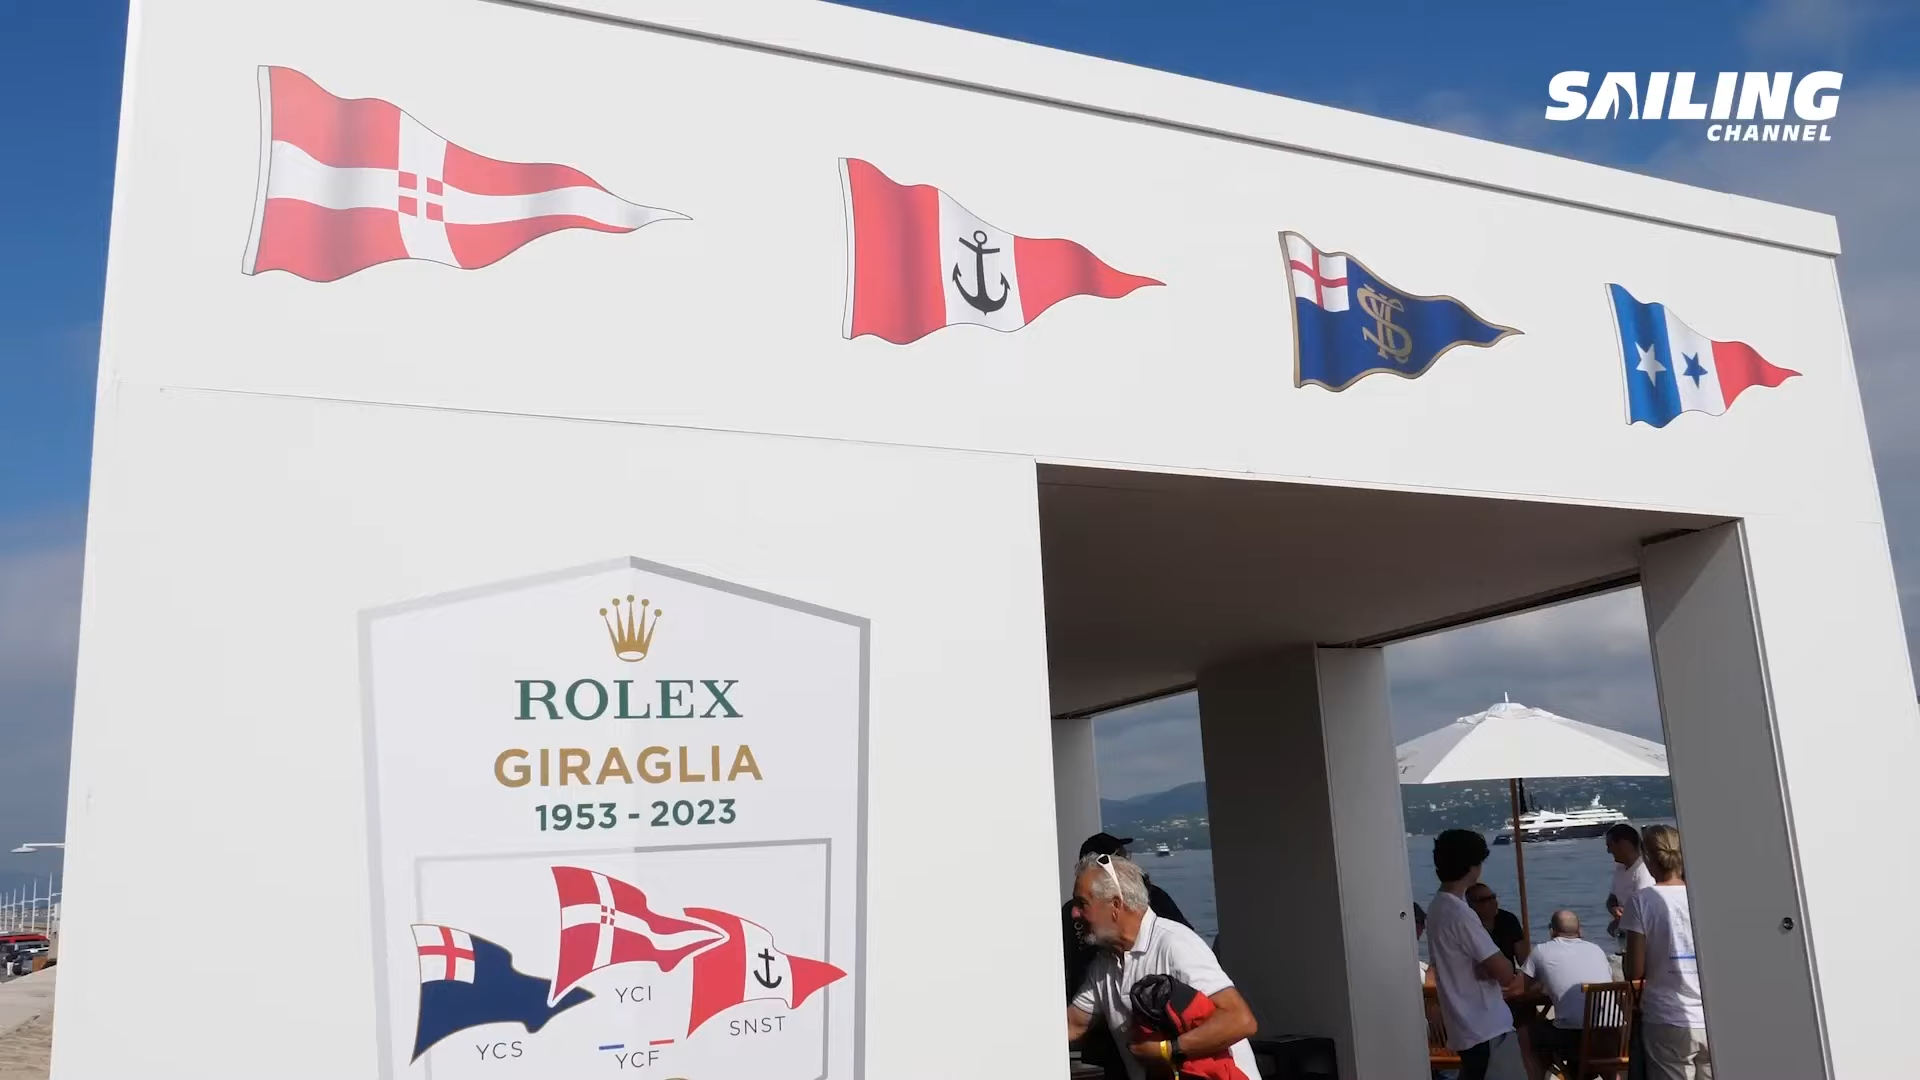 SAILING
CHANNEL
ROLEX
GIRAGLIA
1953 - 2023
YCI
SNST
YCS
YCF